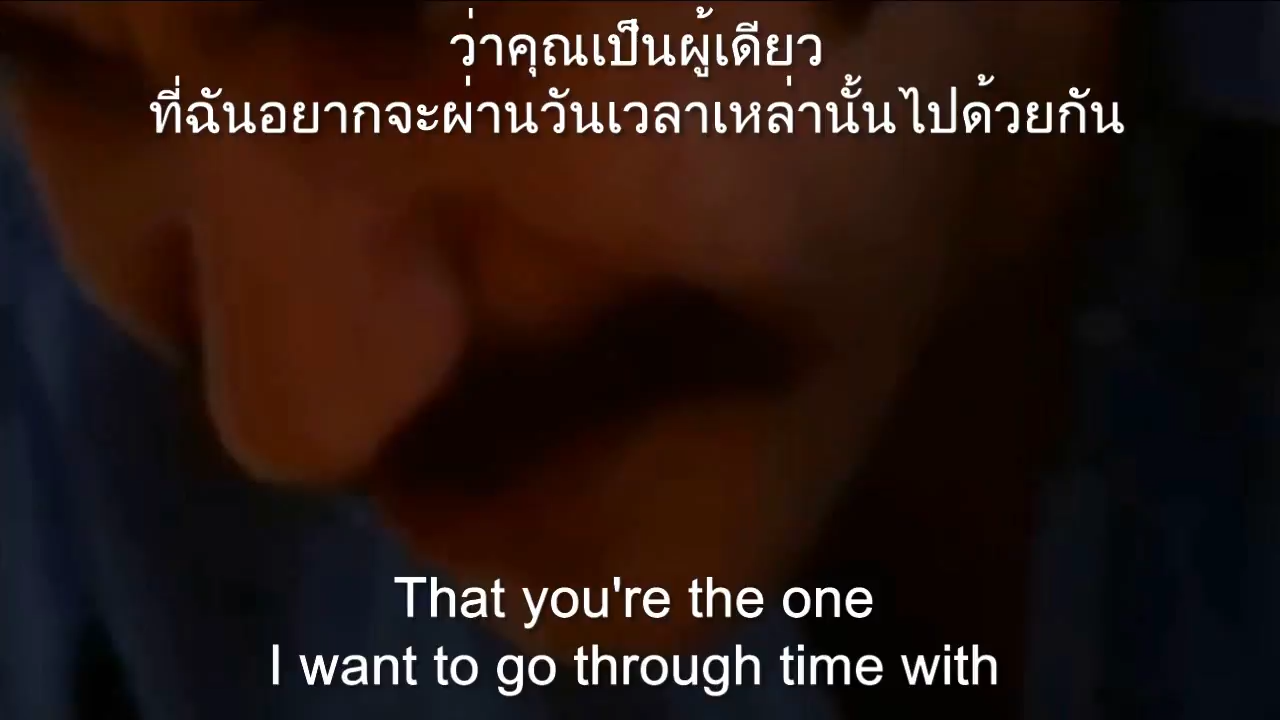 ว่าคุณเป็นผู้เดียว
ที่ฉันอยากจะผ่านวันเวลาเหล่านั้นไปด้วยกัน
That you're the one
I want to go through time with